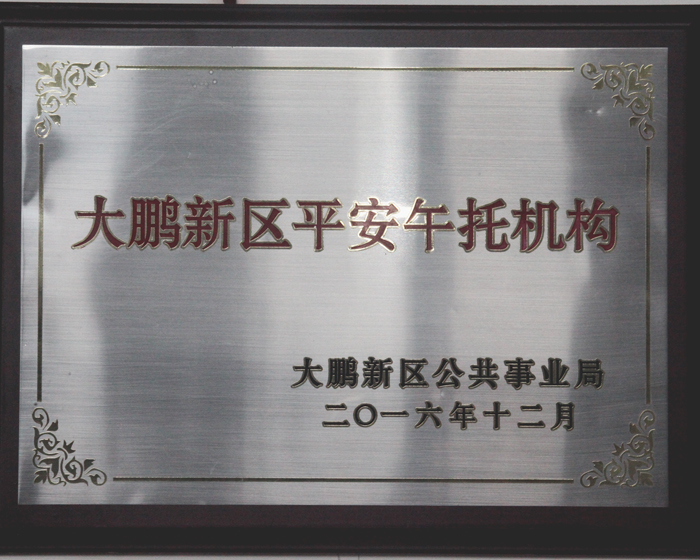 大鹏新区平安午托机构
大鹏新区公共事业局
二〇一六年十二月